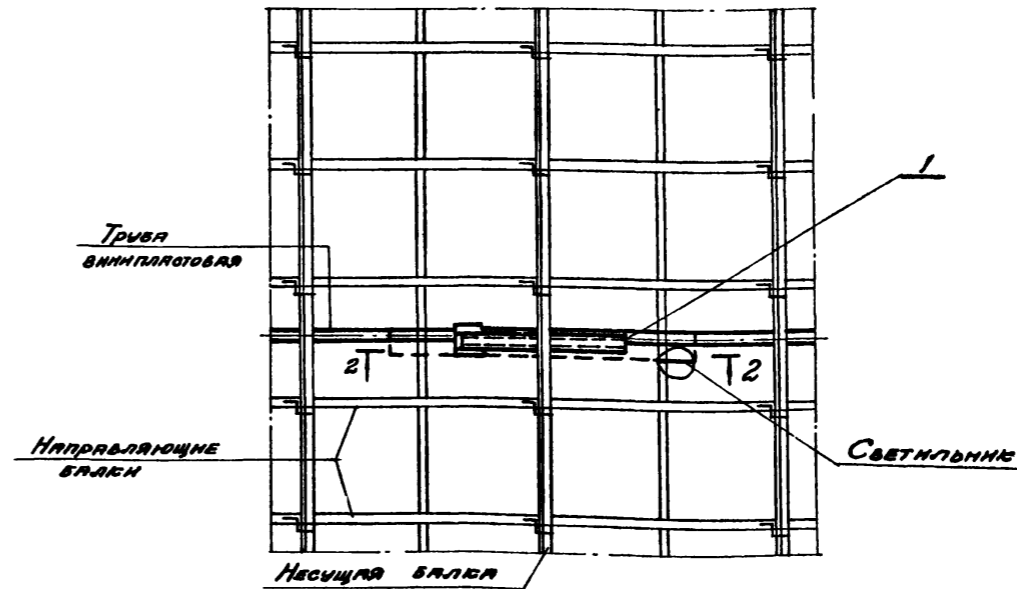 1
Труба
винипластовая
2 2
Направляющие
балки
Светильник
Несущая балка